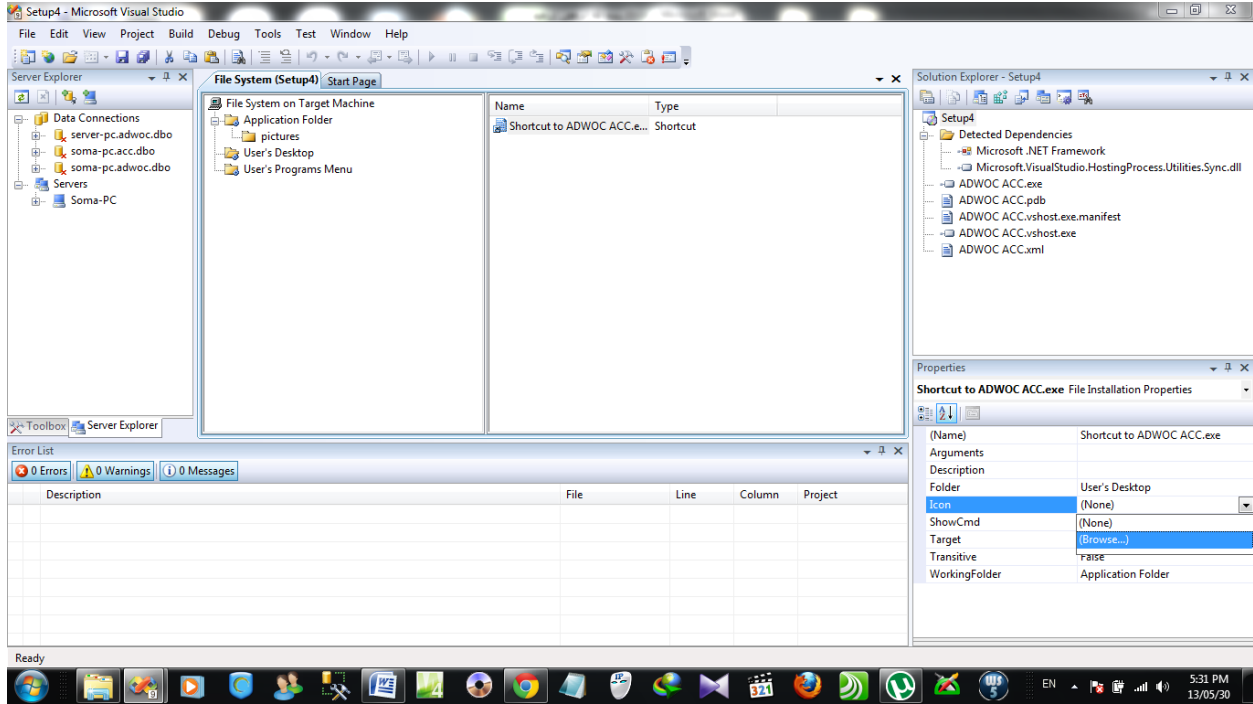 Setup4 - Microsoft Visual Studio
File Edit View Project Build Debug Tools Test Window Help
Server Explorer
Data Connections
server-pc.adwoc.dbo
soma-pc.acc.dbo
soma-pc.adwoc.dbo
Servers
Soma-PC
Toolbox Server Explorer
File System (Setup4) Start Page
File System on Target Machine
Application Folder
pictures
User's Desktop
User's Programs Menu
Name Type
Shortcut to ADWOC ACC.e... Shortcut
Solution Explorer - Setup4
Setup4
Detected Dependencies
Microsoft .NET Framework
Microsoft.VisualStudio.HostingProcess.Utilities.Sync.dll
ADWOC ACC.exe
ADWOC ACC.pdb
ADWOC ACC.vshost.exe.manifest
ADWOC ACC.vshost.exe
ADWOC ACC.xml
Properties
Shortcut to ADWOC ACC.exe File Installation Properties
(Name) Shortcut to ADWOC ACC.exe
Arguments
Description
Folder User's Desktop
Icon (None)
ShowCmd (None)
Target (Browse...)
Transitive False
WorkingFolder Application Folder
Error List
0 Errors 0 Warnings 0 Messages
Description File Line Column Project
Ready
EN 5:31 PM
13/05/30